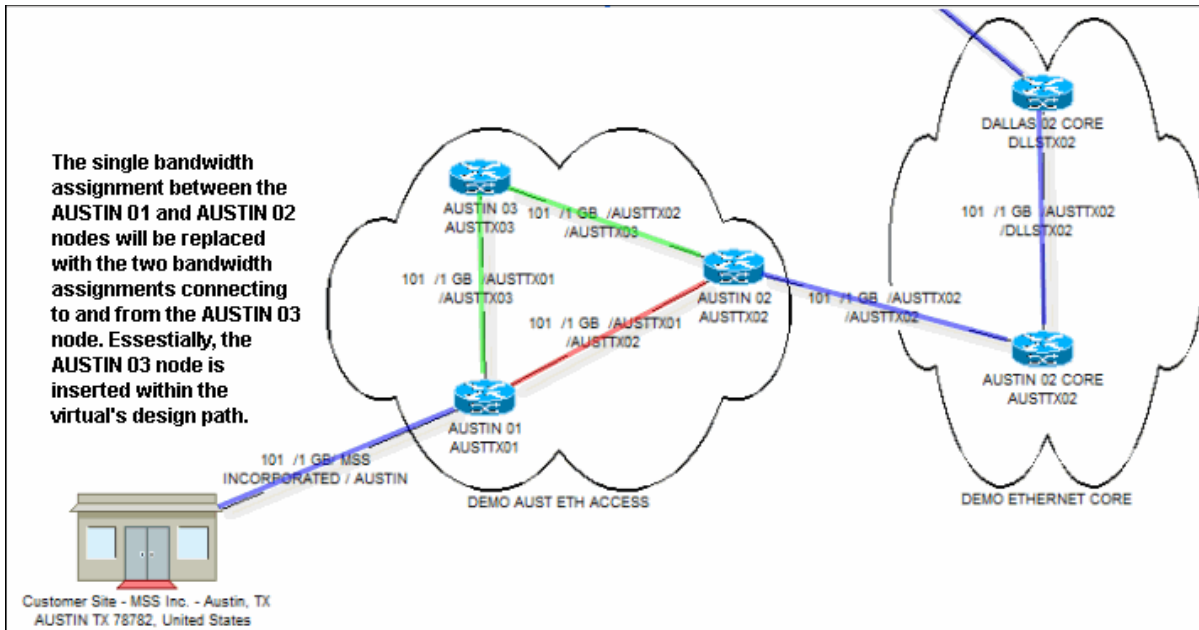 The single bandwidth
assignment between the
AUSTIN 01 and AUSTIN 02
nodes will be replaced
with the two bandwidth
assignments connecting
to and from the AUSTIN 03
node. Essestially, the
AUSTIN 03 node is
inserted within the
virtual's design path.
AUSTIN 03
AUSTTX03
101 /1 GB /AUSTTX02
/AUSTTX03
101 /1 GB /AUSTTX01
/AUSTTX03
AUSTIN 02
AUSTTX02
101 /1 GB /AUSTTX01
/AUSTTX02
AUSTIN 01
AUSTTX01
101 /1 GB/ MSS
INCORPORATED / AUSTIN
DEMO AUST ETH ACCESS
101 /1 GB /AUSTTX02
/AUSTTX02
DALLAS 02 CORE
DLLSTX02
101 /1 GB /AUSTTX02
/DLLSTX02
AUSTIN 02 CORE
AUSTTX02
DEMO ETHERNET CORE
Customer Site - MSS Inc. - Austin, TX
AUSTIN TX 78782, United States